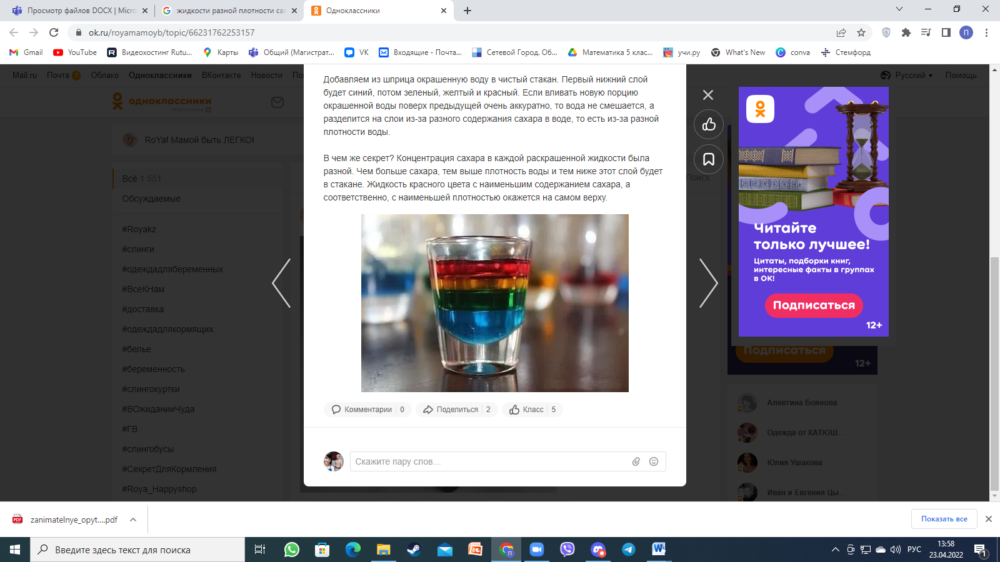 Просмотр файлов DOCX | Micro
жидкости разной плотности сах
Одноклассники
ok.ru/royamamoyb/topic/66231762253157
П
Gmail
YouTube
Видеохостинг Rutu...
Карты
Общий (Магистрат...
VK
Входящие - Почта...
Сетевой Город. Об...
Математика 5 клас...
учи.ру
What's New
conva
Стемфорд
Mail.ru
Почта 7
Облако
Одноклассники
ВКонтакте
Новости
По
Русский
Помощь
одноклассники
RoYa! Мамой быть ЛЕГКО!
Всё 1 551
Обсуждаемые
#Royakz
#слинги
#одеждадлябеременных
#ВсеКНам
#доставка
#одеждадлякормящих
#белье
#беременность
#слингокуртки
#ВОжиданииЧуда
#ГВ
#слингобусы
#СекретДляКормления
#Roya_Happyshop
Добавляем из шприца окрашенную воду в чистый стакан. Первый нижний слой
будет синий, потом зеленый, желтый и красный. Если вливать новую порцию
окрашенной воды поверх предыдущей очень аккуратно, то вода не смешается, а
разделится на слои из-за разного содержания сахара в воде, то есть из-за разной
плотности воды.
В чем же секрет? Концентрация сахара в каждой раскрашенной жидкости была
разной. Чем больше сахара, тем выше плотность воды и тем ниже этот слой будет
в стакане. Жидкость красного цвета с наименьшим содержанием сахара, а
соответственно, с наименьшей плотностью окажется на самом верху.
Комментарии 0
Поделиться 2
Класс 5
Скажите пару слов...
Поиск
Читайте
только лучшее!
Цитаты, подборки книг,
интересные факты в группах
в ОК!
Подписаться
12+
Подписаться
12+
Алевтина Боянова
Одежда от КАТЮШ...
Юлия Ушакова
Иван и Евгения Цы...
PDF
zanimatelnye_opyt....pdf
Показать все
Введите здесь текст для поиска
РУС
13:58
23.04.2022
1